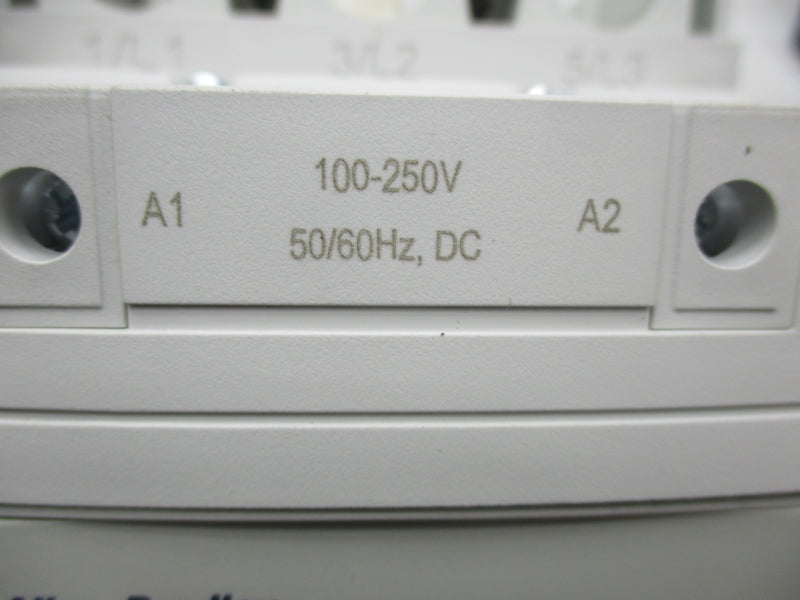 1/L1 3/L2 5/L3
100-250V
A1 A2
50/60Hz, DC